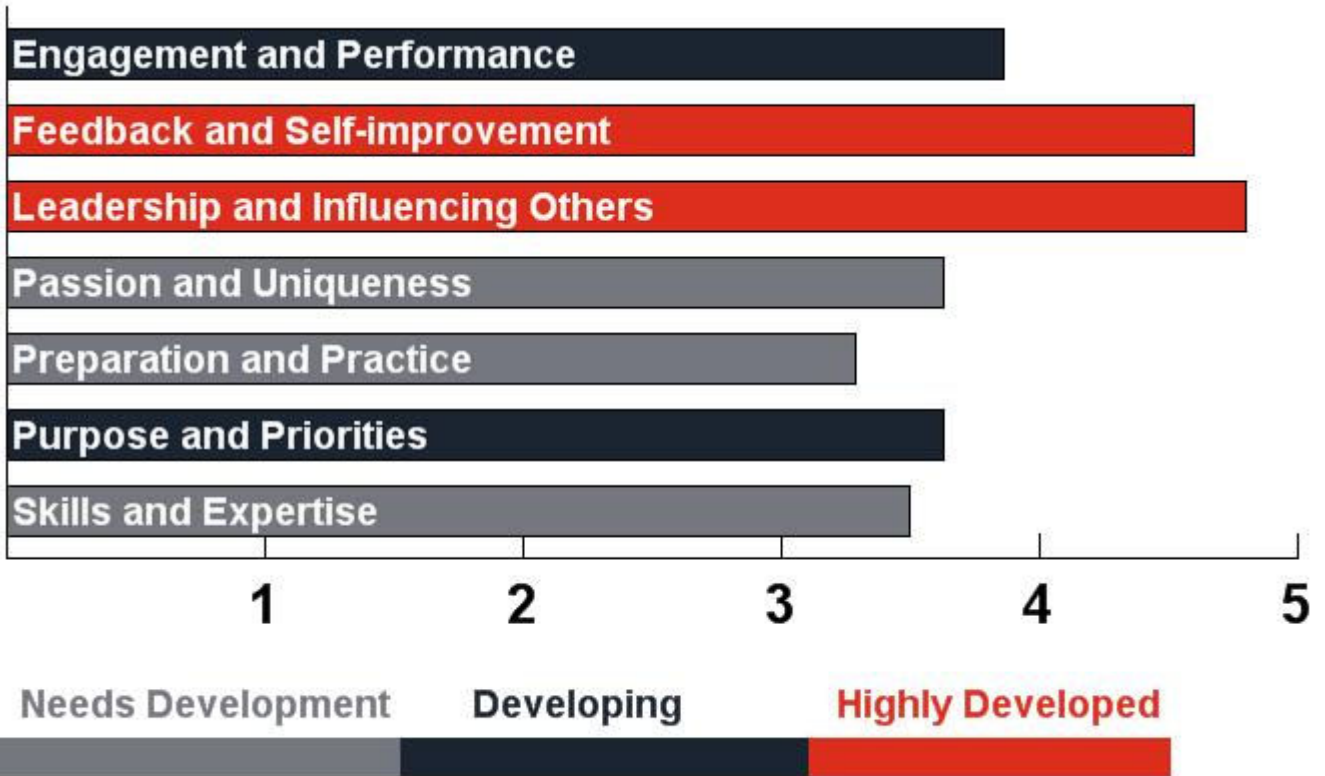 Engagement and Performance
Feedback and Self-improvement
Leadership and Influencing Others
Passion and Uniqueness
Preparation and Practice
Purpose and Priorities
Skills and Expertise
1 2 3 4 5
Needs Development Developing Highly Developed